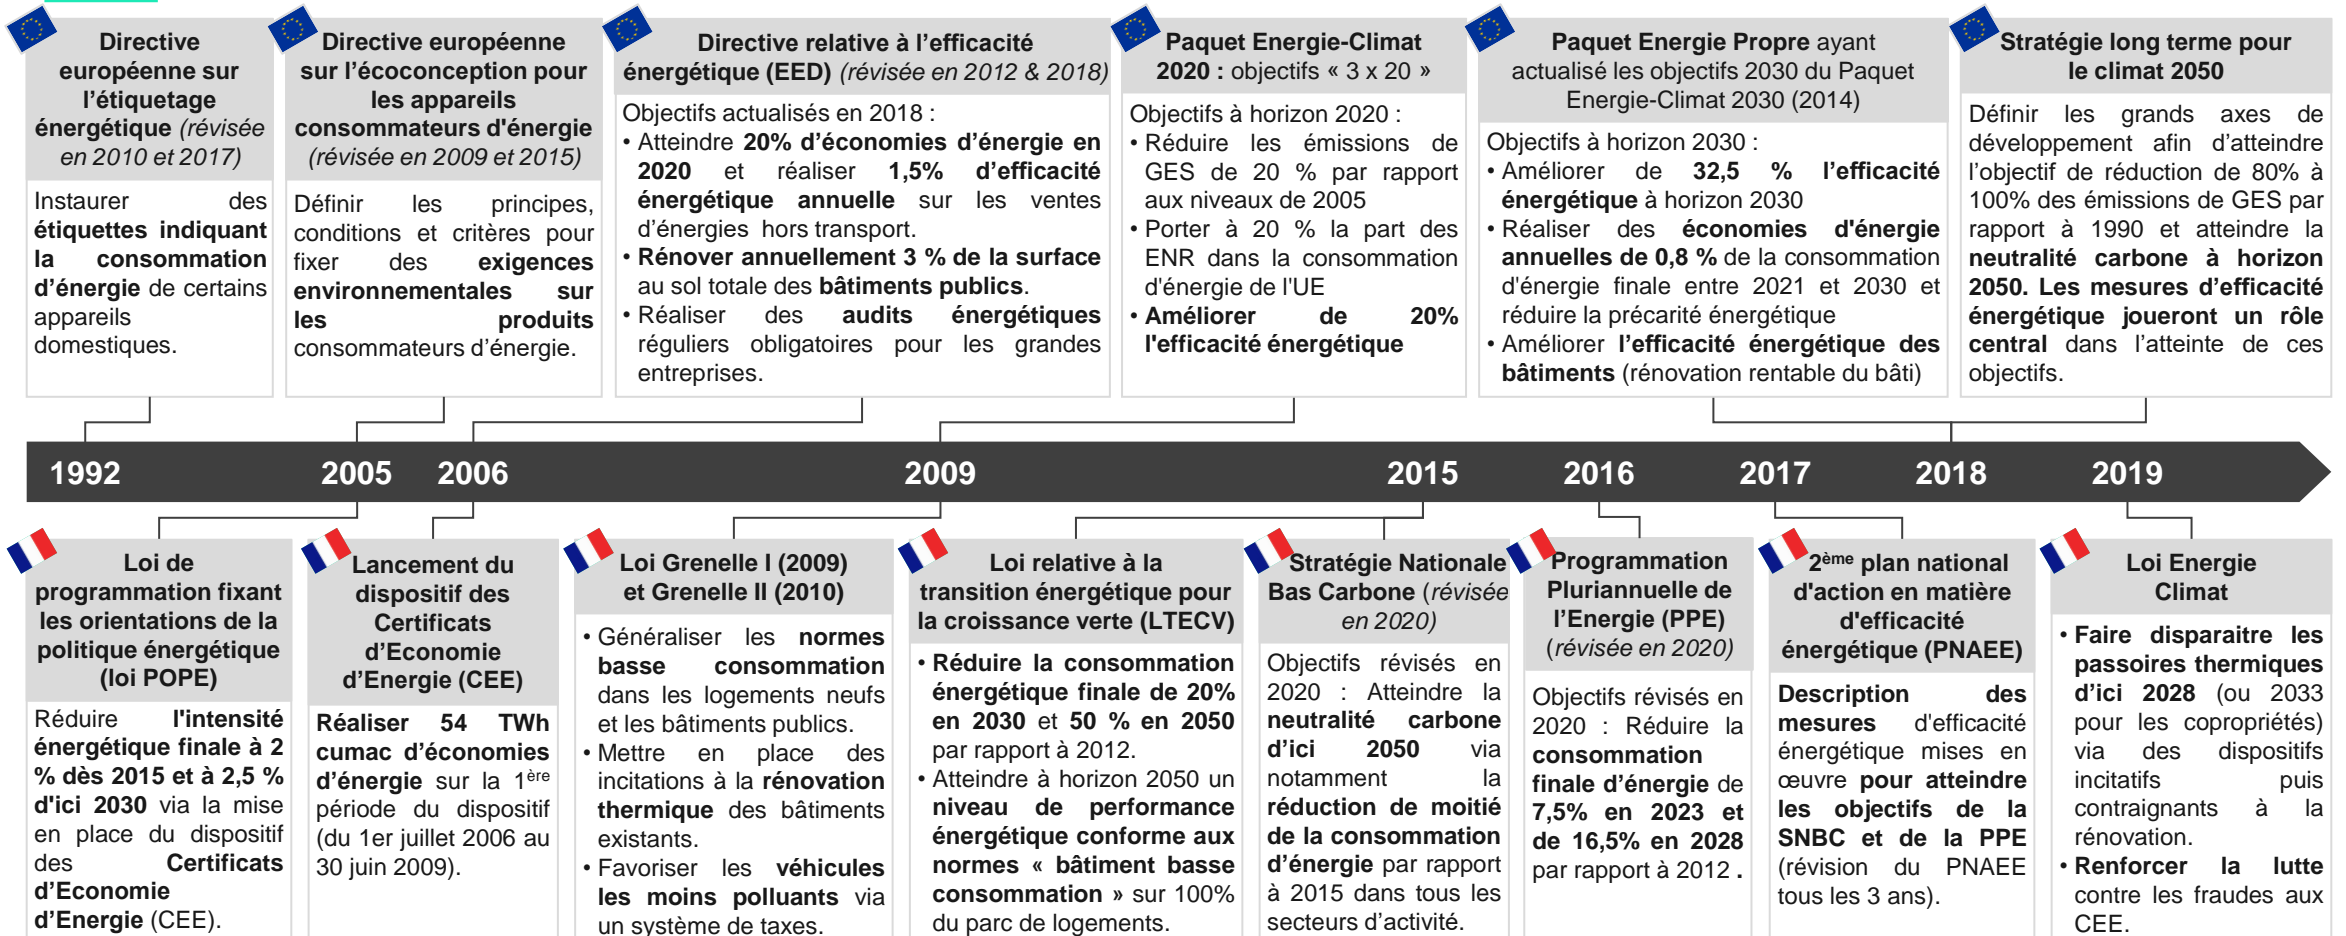 Directive
européenne sur
l'étiquetage
énergétique (révisée
en 2010 et 2017)
Instaurer des
étiquettes indiquant
la consommation
d'énergie de certains
appareils
domestiques.
Directive européenne
sur l'écoconception pour
les appareils
consommateurs d'énergie
(révisée en 2009 et 2015)
Définir les principes,
conditions et critères pour
fixer des exigences
environnementales sur
les produits
consommateurs d'énergie.
Directive relative à l'efficacité
énergétique (EED) (révisée en 2012 & 2018)
Objectifs actualisés en 2018 :
• Atteindre 20% d'économies d'énergie en
2020 et réaliser 1,5% d'efficacité
énergétique annuelle sur les ventes
d'énergies hors transport.
• Rénover annuellement 3 % de la surface
au sol totale des bâtiments publics.
• Réaliser des audits énergétiques
réguliers obligatoires pour les grandes
entreprises.
Paquet Energie-Climat
2020 : objectifs « 3 x 20 »
Objectifs à horizon 2020 :
• Réduire les émissions de
GES de 20 % par rapport
aux niveaux de 2005
• Porter à 20 % la part des
ENR dans la consommation
d'énergie de l'UE
• Améliorer de 20%
l'efficacité énergétique
Paquet Energie Propre ayant
actualisé les objectifs 2030 du Paquet
Energie-Climat 2030 (2014)
Objectifs à horizon 2030 :
• Améliorer de 32,5 % l'efficacité
énergétique à horizon 2030
• Réaliser des économies d'énergie
annuelles de 0,8 % de la consommation
d'énergie finale entre 2021 et 2030 et
réduire la précarité énergétique
• Améliorer l'efficacité énergétique des
bâtiments (rénovation rentable du bâti)
Stratégie long terme pour
le climat 2050
Définir les grands axes de
développement afin d'atteindre
l'objectif de réduction de 80% à
100% des émissions de GES par
rapport à 1990 et atteindre la
neutralité carbone à horizon
2050. Les mesures d'efficacité
énergétique joueront un rôle
central dans l'atteinte de ces
objectifs.
1992 2005 2006 2009 2015 2016 2017 2018 2019
Loi de
programmation fixant
les orientations de la
politique énergétique
(loi POPE)
Réduire l'intensité
énergétique finale à 2
% dès 2015 et à 2,5 %
d'ici 2030 via la mise
en place du dispositif
des Certificats
d'Economie
d'Energie (CEE).
Lancement du
dispositif des
Certificats
d'Economie
d'Energie (CEE)
Réaliser 54 TWh
cumac d'économies
d'énergie sur la 1ère
période du dispositif
(du 1er juillet 2006 au
30 juin 2009).
Loi Grenelle I (2009)
et Grenelle II (2010)
• Généraliser les normes
basse consommation
dans les logements neufs
et les bâtiments publics.
• Mettre en place des
incitations à la rénovation
thermique des bâtiments
existants.
• Favoriser les véhicules
les moins polluants via
un système de taxes.
Loi relative à la
transition énergétique pour
la croissance verte (LTECV)
• Réduire la consommation
énergétique finale de 20%
en 2030 et 50 % en 2050
par rapport à 2012.
• Atteindre à horizon 2050 un
niveau de performance
énergétique conforme aux
normes « bâtiment basse
consommation » sur 100%
du parc de logements.
Stratégie Nationale
Bas Carbone (révisée
en 2020)
Objectifs révisés en
2020 : Atteindre la
neutralité carbone
d'ici 2050 via
notamment la
réduction de moitié
de la consommation
d'énergie par rapport
à 2015 dans tous les
secteurs d'activité.
Programmation
Pluriannuelle de
l'Energie (PPE)
(révisée en 2020)
Objectifs révisés en
2020 : Réduire la
consommation
finale d'énergie de
7,5% en 2023 et
de 16,5% en 2028
par rapport à 2012 .
2ème plan national
d'action en matière
d'efficacité
énergétique (PNAEE)
Description des
mesures d'efficacité
énergétique mises en
œuvre pour atteindre
les objectifs de la
SNBC et de la PPE
(révision du PNAEE
tous les 3 ans).
Loi Energie
Climat
• Faire disparaitre les
passoires thermiques
d'ici 2028 (ou 2033
pour les copropriétés)
via des dispositifs
incitatifs puis
contraignants à la
rénovation.
• Renforcer la lutte
contre les fraudes aux
CEE.